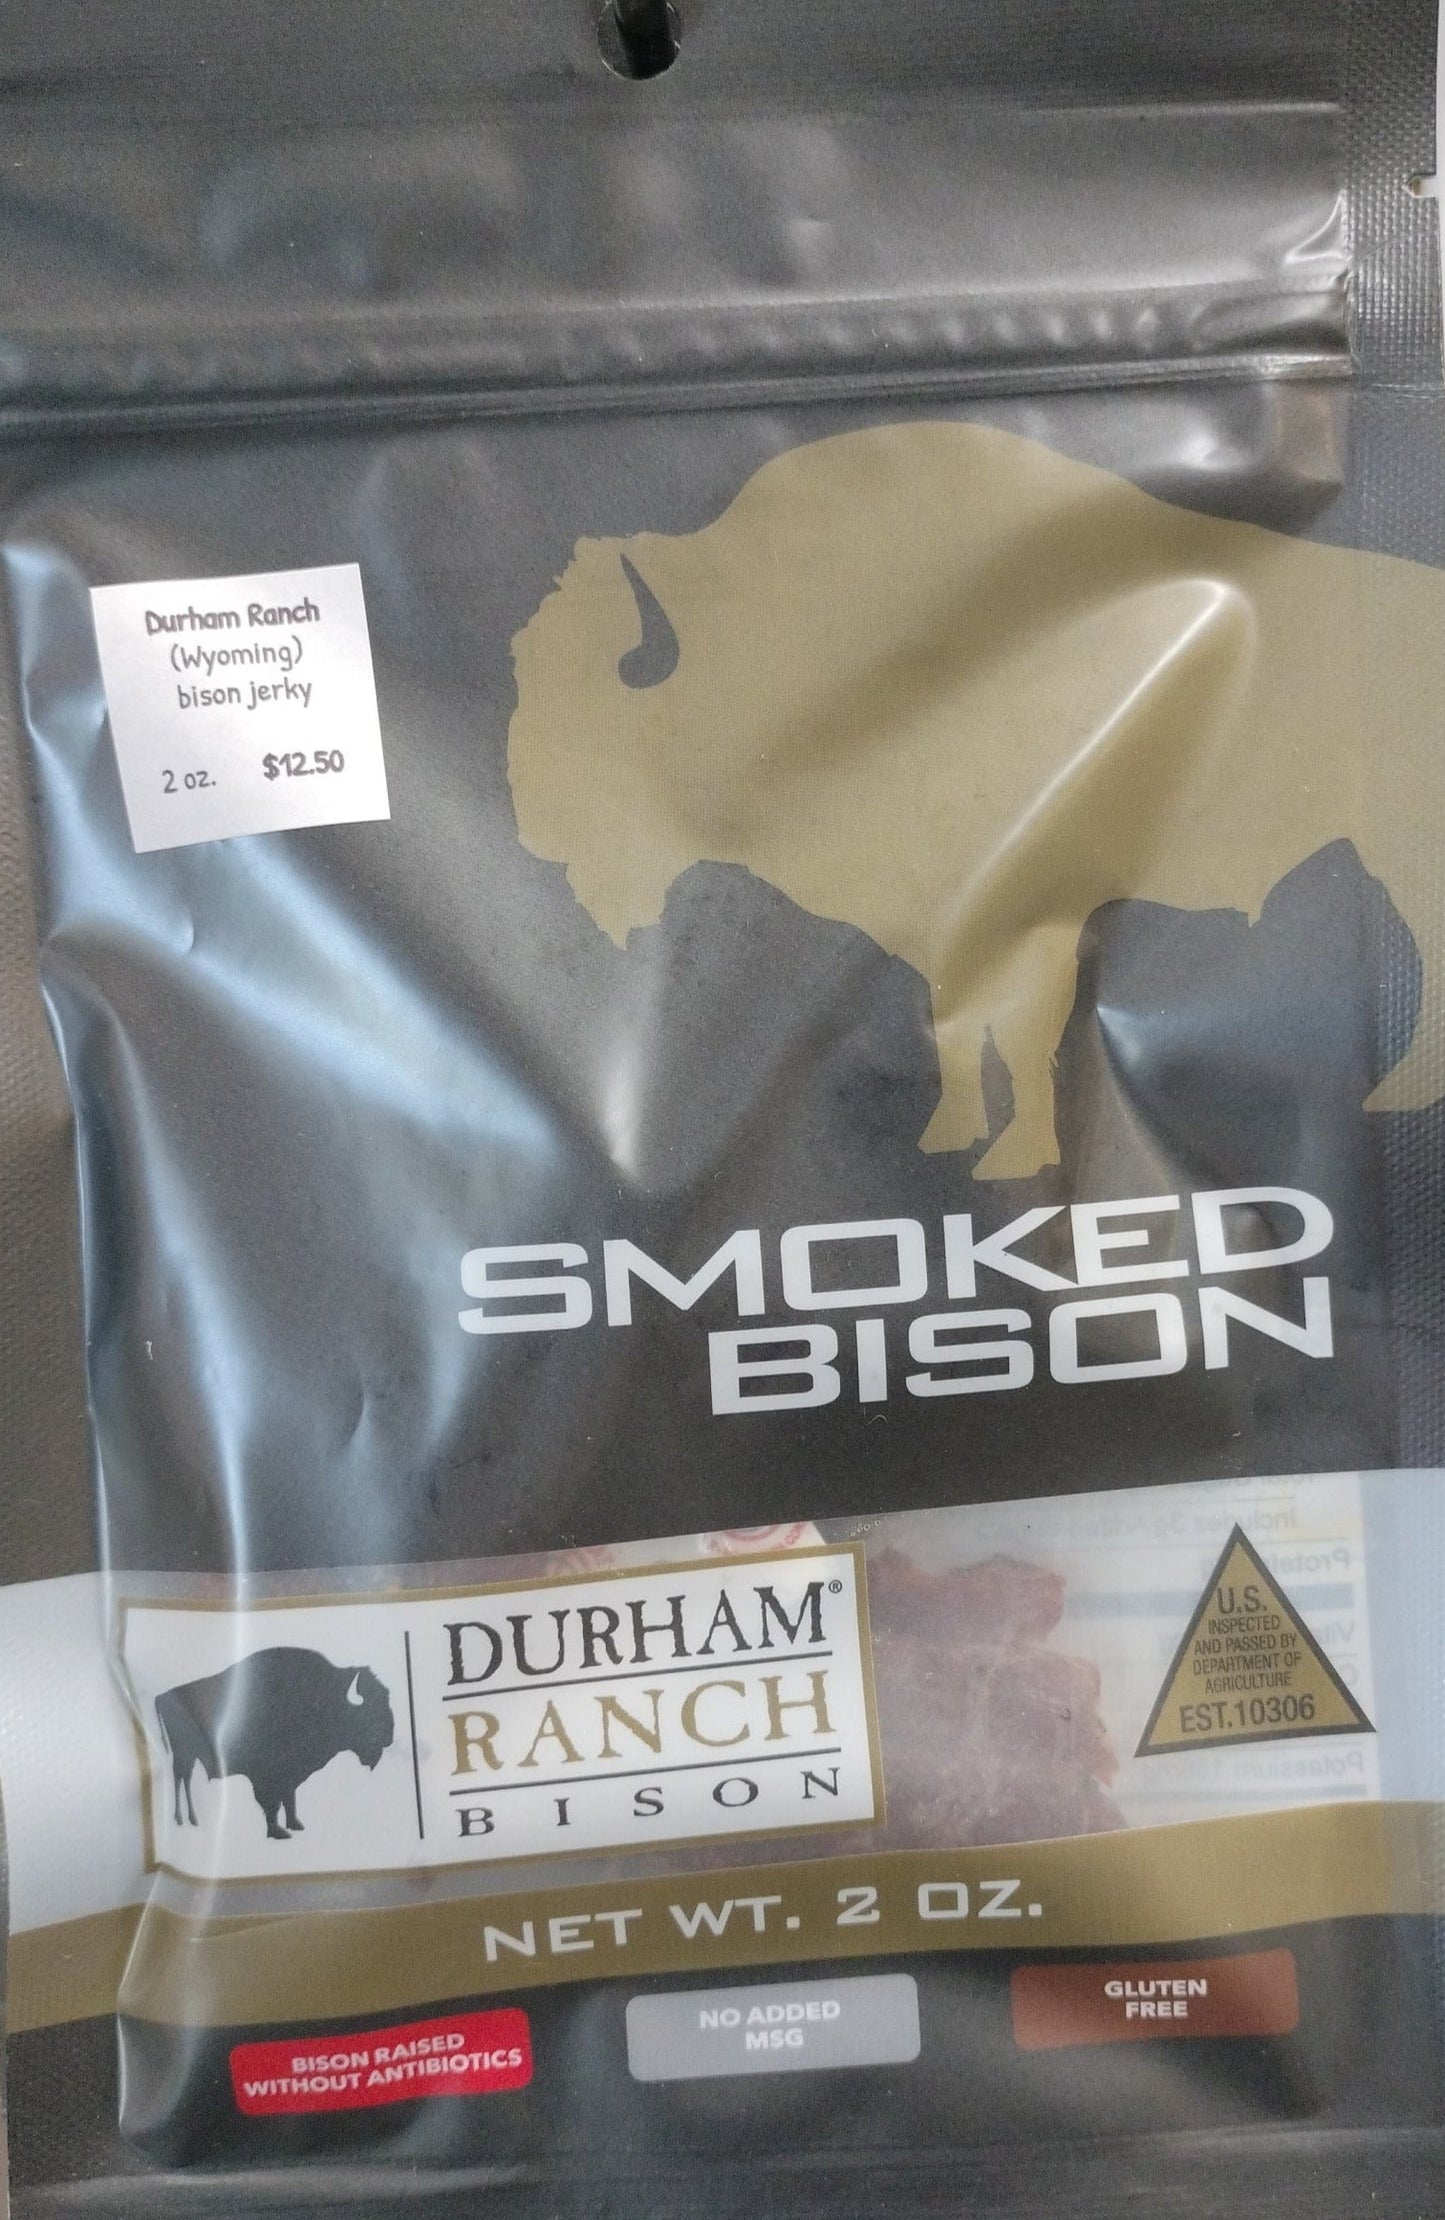 Durham Ranch
(Wyoming)
bison jerky
2 oz. $12.50
SMOKED
BISON
DURHAM®
RANCH
BISON
U.S.
INSPECTED
AND PASSED BY
DEPARTMENT OF
AGRICULTURE
EST.10306
NET WT. 2 OZ.
BISON RAISED
WITHOUT ANTIBIOTICS
NO ADDED
MSG
GLUTEN
FREE